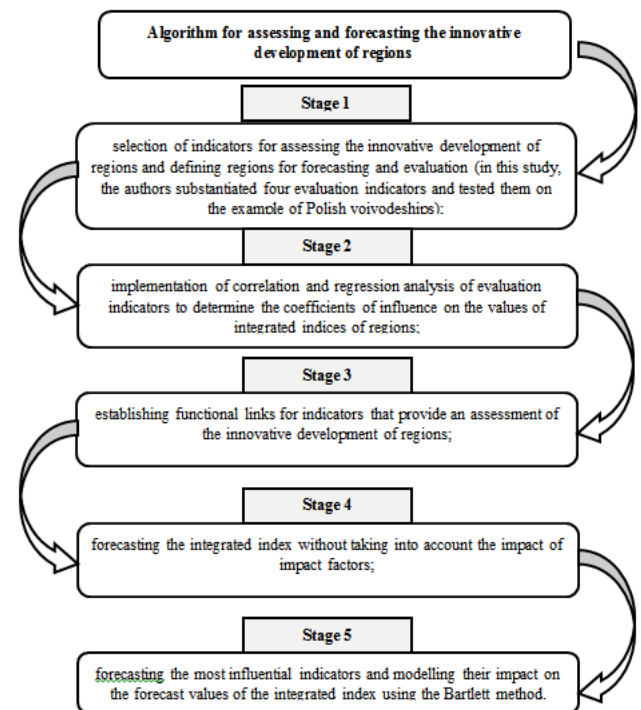 Algorithm for assessing and forecasting the innovative
development of regions
Stage 1
selection of indicators for assessing the innovative development of
regions and defining regions for forecasting and evaluation (in this study,
the authors substantiated four evaluation indicators and tested them on
the example of Polish voivodeships);
Stage 2
implementation of correlation and regression analysis of evaluation
indicators to determine the coefficients of influence on the values of
integrated indices of regions;
Stage 3
establishing functional links for indicators that provide an assessment of
the innovative development of regions;
Stage 4
forecasting the integrated index without taking into account the impact of
impact factors;
Stage 5
forecasting the most influential indicators and modelling their impact on
the forecast values of the integrated index using the Bartlett method.